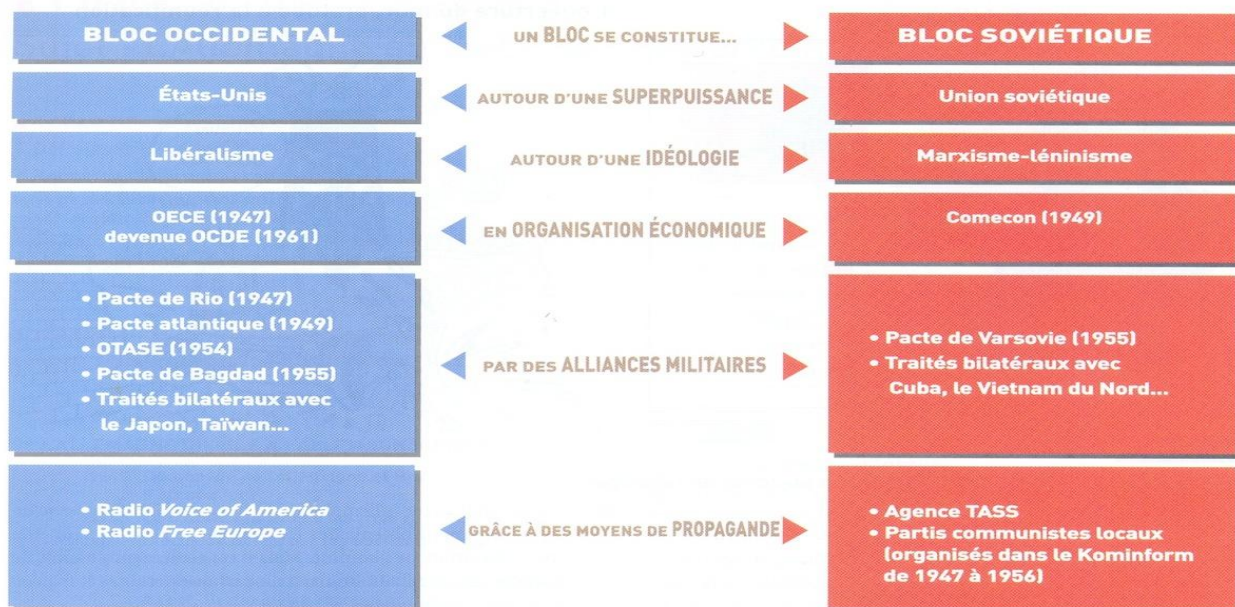 BLOC OCCIDENTAL
UN BLOC SE CONSTITUE...
BLOC SOVIÉTIQUE
États-Unis
AUTOUR D'UNE SUPERPUISSANCE
Union soviétique
Libéralisme
AUTOUR D'UNE IDÉOLOGIE
Marxisme-léninisme
OECE (1947)
devenue OCDE (1961)
EN ORGANISATION ÉCONOMIQUE
Comecon (1949)
• Pacte de Rio (1947)
• Pacte atlantique (1949)
• OTASE (1954)
• Pacte de Bagdad (1955)
• Traités bilatéraux avec
le Japon, Taïwan...
PAR DES ALLIANCES MILITAIRES
• Pacte de Varsovie (1955)
• Traités bilatéraux avec
Cuba, le Vietnam du Nord...
• Radio Voice of America
• Radio Free Europe
GRÂCE À DES MOYENS DE PROPAGANDE
• Agence TASS
• Partis communistes locaux
(organisés dans le Kominform
de 1947 à 1956)